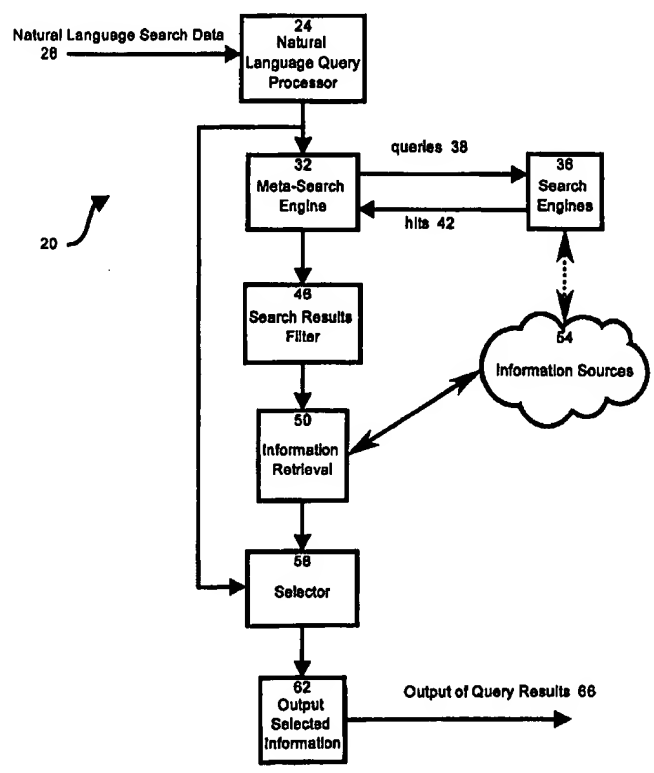 Natural Language Search Data
28
24
Natural
Language Query
Processor
queries 38
32
Meta-Search
Engine
36
Search
Engines
hits 42
20
46
Search Results
Filter
54
Information Sources
50
Information
Retrieval
58
Selector
62
Output
Selected
Information
Output of Query Results 66